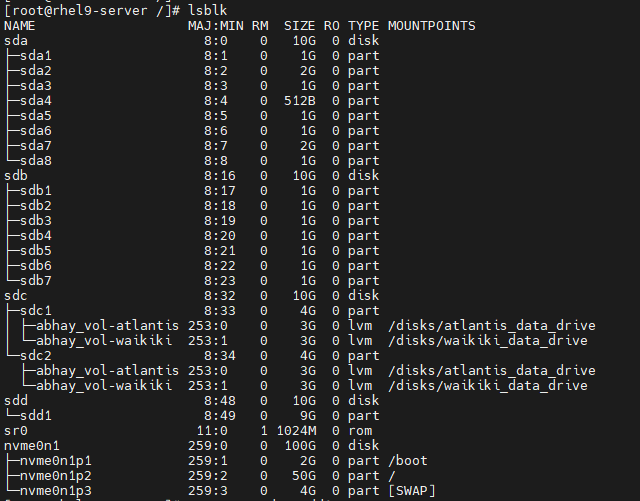 [root@rhel9-server /]# lsblk
NAME                   MAJ:MIN RM  SIZE RO TYPE MOUNTPOINTS
sda                      8:0    0   10G  0 disk
├─sda1                   8:1    0    1G  0 part
├─sda2                   8:2    0    2G  0 part
├─sda3                   8:3    0    1G  0 part
├─sda4                   8:4    0  512B  0 part
├─sda5                   8:5    0    1G  0 part
├─sda6                   8:6    0    1G  0 part
├─sda7                   8:7    0    2G  0 part
└─sda8                   8:8    0    1G  0 part
sdb                      8:16   0   10G  0 disk
├─sdb1                   8:17   0    1G  0 part
├─sdb2                   8:18   0    1G  0 part
├─sdb3                   8:19   0    1G  0 part
├─sdb4                   8:20   0    1G  0 part
├─sdb5                   8:21   0    1G  0 part
├─sdb6                   8:22   0    1G  0 part
└─sdb7                   8:23   0    1G  0 part
sdc                      8:32   0   10G  0 disk
├─sdc1                   8:33   0    4G  0 part
│ ├─abhay_vol-atlantis 253:0    0    3G  0 lvm  /disks/atlantis_data_drive
│ └─abhay_vol-waikiki  253:1    0    3G  0 lvm  /disks/waikiki_data_drive
└─sdc2                   8:34   0    4G  0 part
  ├─abhay_vol-atlantis 253:0    0    3G  0 lvm  /disks/atlantis_data_drive
  └─abhay_vol-waikiki  253:1    0    3G  0 lvm  /disks/waikiki_data_drive
sdd                      8:48   0   10G  0 disk
└─sdd1                   8:49   0    9G  0 part
sr0                     11:0    1 1024M  0 rom
nvme0n1                259:0    0  100G  0 disk
├─nvme0n1p1            259:1    0    2G  0 part /boot
├─nvme0n1p2            259:2    0   50G  0 part /
└─nvme0n1p3            259:3    0    4G  0 part [SWAP]